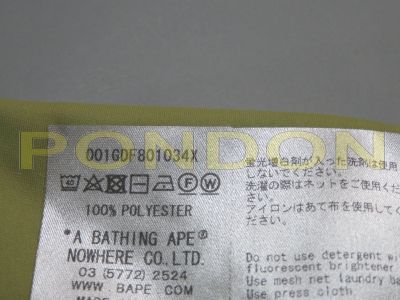 PONDON
001GDF801034X
100% POLYESTER
"A BATHING APE®
NOWHERE CO.,LTD.
03 (5772) 2524
WWW.BAPE.COM
MADE
蛍光増白剤が入った洗剤は使用
しないでください。
洗濯の際はネットをご使用くだ
さい。
アイロンはあて布を使用してく
ださい。
Do not use detergent wi
fluorescent brightener
Use mesh net laundry ba
Use press cloth